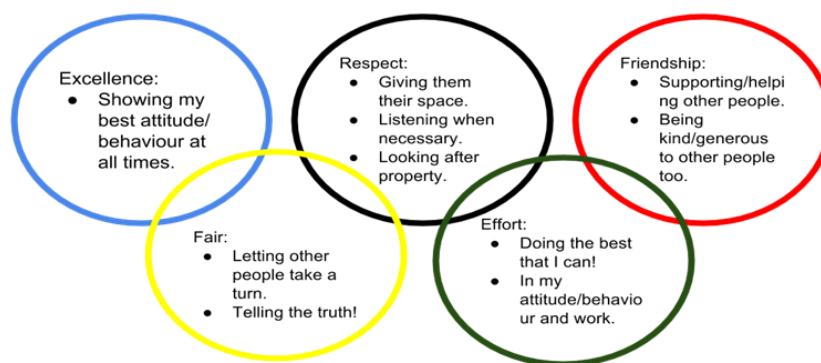 Excellence:
● Showing my
best attitude/
behaviour at
all times.
Respect:
● Giving them
their space.
● Listening when
necessary.
● Looking after
property.
Friendship:
● Supporting/helpi
ng other people.
● Being
kind/generous
to other people
too.
Fair:
● Letting other
people take a
turn.
● Telling the truth!
Effort:
● Doing the best
that I can!
● In my
attitude/behavio
ur and work.